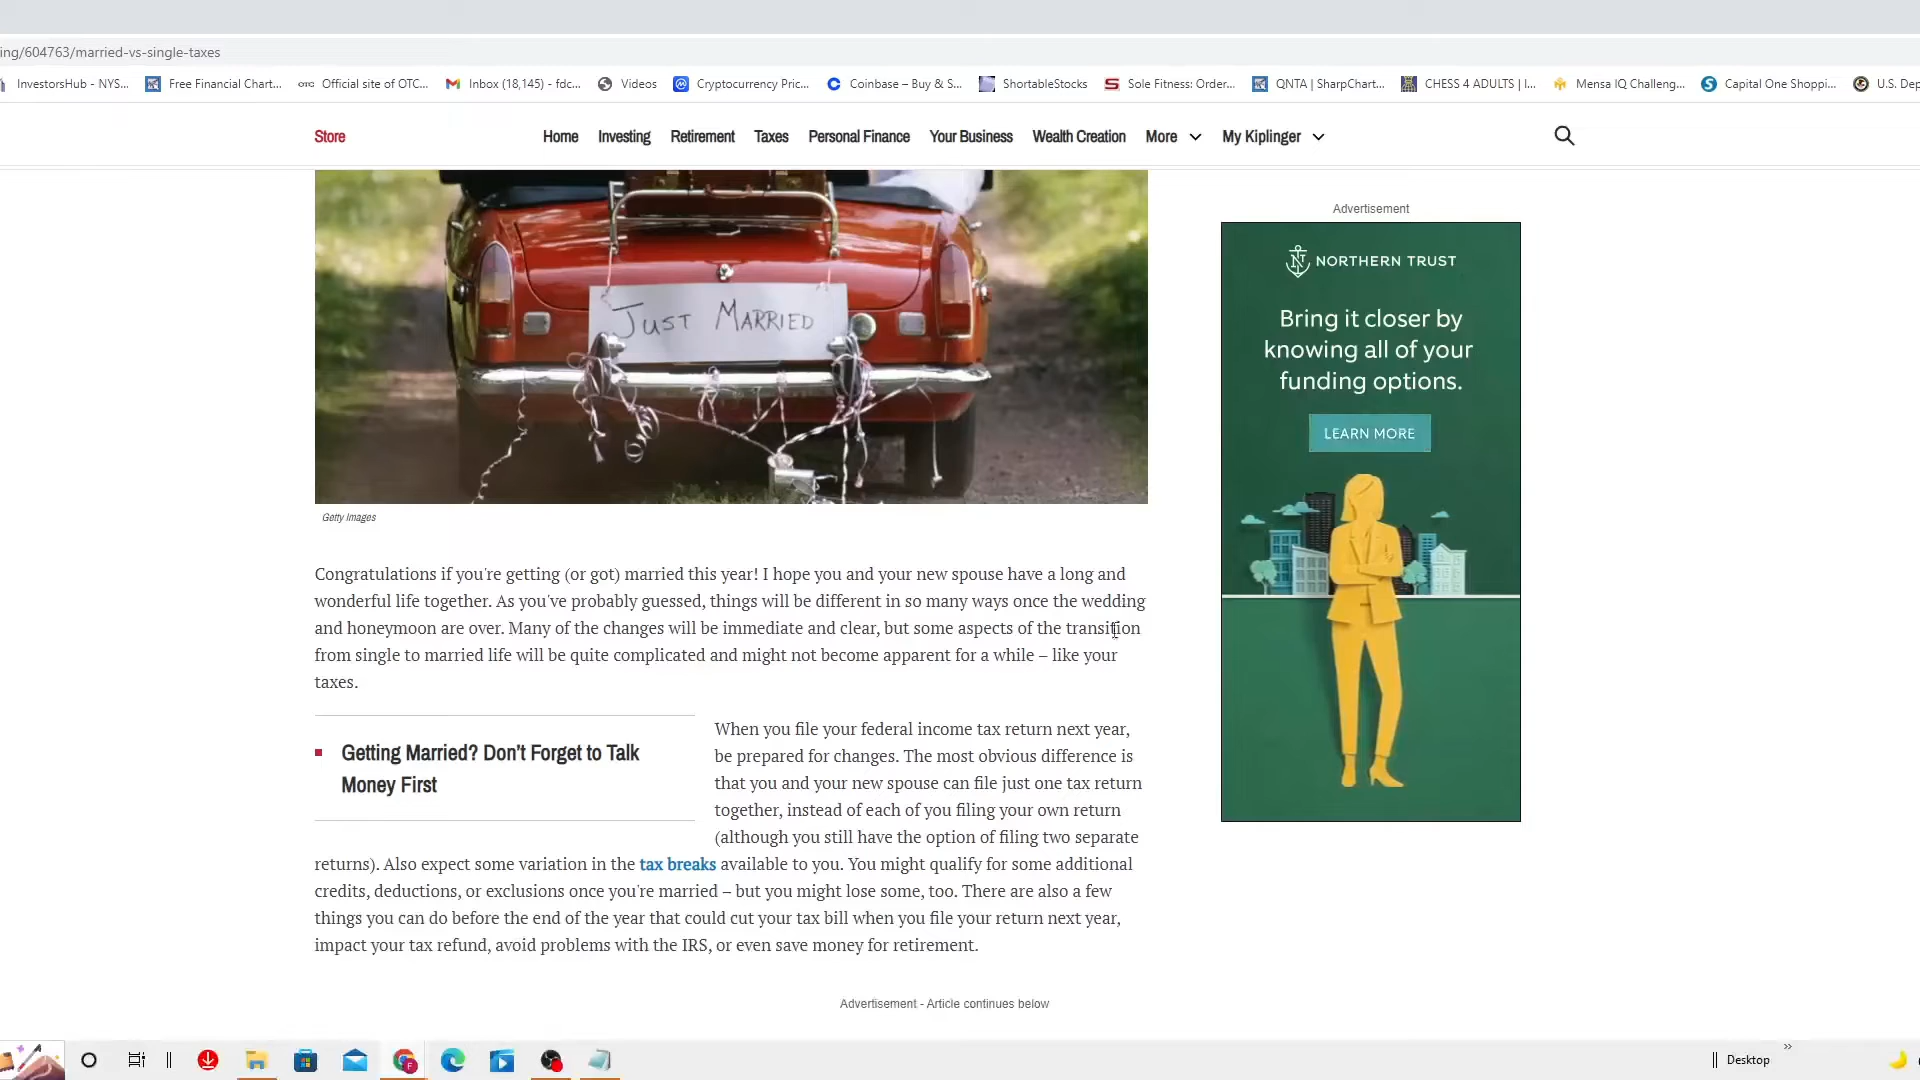 ing/604763/married-vs-single-taxes
InvestorsHub - NYS...
Free Financial Chart...
OTC
Official site of OTC...
Inbox (18,145) - fdc...
Videos
Cryptocurrency Pric...
Coinbase – Buy & S...
ShortableStocks
Sole Fitness: Order...
QNTA | SharpChart...
CHESS 4 ADULTS | I...
Mensa IQ Challeng...
Capital One Shoppi...
U.S. Dep
Store
Home
Investing
Retirement
Taxes
Personal Finance
Your Business
Wealth Creation
More
My Kiplinger
JUST MARRIED
Getty Images
Congratulations if you're getting (or got) married this year! I hope you and your new spouse have a long and
wonderful life together. As you've probably guessed, things will be different in so many ways once the wedding
and honeymoon are over. Many of the changes will be immediate and clear, but some aspects of the transition
from single to married life will be quite complicated and might not become apparent for a while – like your
taxes.
Getting Married? Don’t Forget to Talk
Money First
When you file your federal income tax return next year,
be prepared for changes. The most obvious difference is
that you and your new spouse can file just one tax return
together, instead of each of you filing your own return
(although you still have the option of filing two separate
returns). Also expect some variation in the tax breaks available to you. You might qualify for some additional
credits, deductions, or exclusions once you're married – but you might lose some, too. There are also a few
things you can do before the end of the year that could cut your tax bill when you file your return next year,
impact your tax refund, avoid problems with the IRS, or even save money for retirement.
Advertisement - Article continues below
Advertisement
NORTHERN TRUST
Bring it closer by
knowing all of your
funding options.
LEARN MORE
Desktop